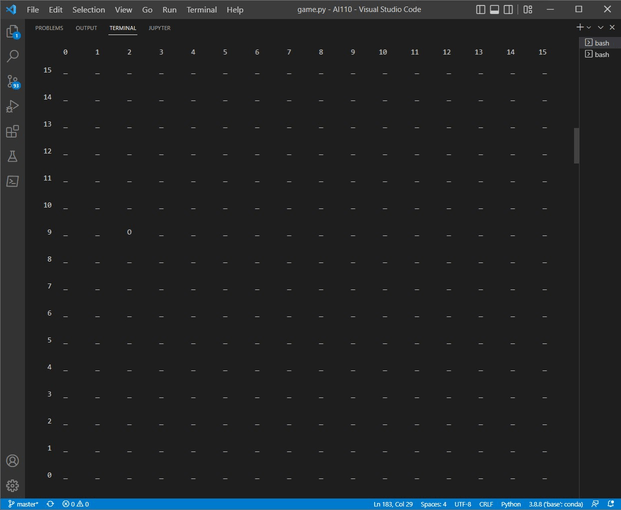 File Edit Selection View Go Run Terminal Help game.py - AI110 - Visual Studio Code
PROBLEMS OUTPUT TERMINAL JUPYTER
bash
bash
1
93
0 1 2 3 4 5 6 7 8 9 10 11 12 13 14 15
15 _ _ _ _ _ _ _ _ _ _ _ _ _ _ _ _
14 _ _ _ _ _ _ _ _ _ _ _ _ _ _ _ _
13 _ _ _ _ _ _ _ _ _ _ _ _ _ _ _ _
12 _ _ _ _ _ _ _ _ _ _ _ _ _ _ _ _
11 _ _ _ _ _ _ _ _ _ _ _ _ _ _ _ _
10 _ _ _ _ _ _ _ _ _ _ _ _ _ _ _ _
9 _ _ O _ _ _ _ _ _ _ _ _ _ _ _ _
8 _ _ _ _ _ _ _ _ _ _ _ _ _ _ _ _
7 _ _ _ _ _ _ _ _ _ _ _ _ _ _ _ _
6 _ _ _ _ _ _ _ _ _ _ _ _ _ _ _ _
5 _ _ _ _ _ _ _ _ _ _ _ _ _ _ _ _
4 _ _ _ _ _ _ _ _ _ _ _ _ _ _ _ _
3 _ _ _ _ _ _ _ _ _ _ _ _ _ _ _ _
2 _ _ _ _ _ _ _ _ _ _ _ _ _ _ _ _
1 _ _ _ _ _ _ _ _ _ _ _ _ _ _ _ _
0 _ _ _ _ _ _ _ _ _ _ _ _ _ _ _ _
master* 0 0 Ln 183, Col 29 Spaces: 4 UTF-8 CRLF Python 3.8.8 ('base': conda)